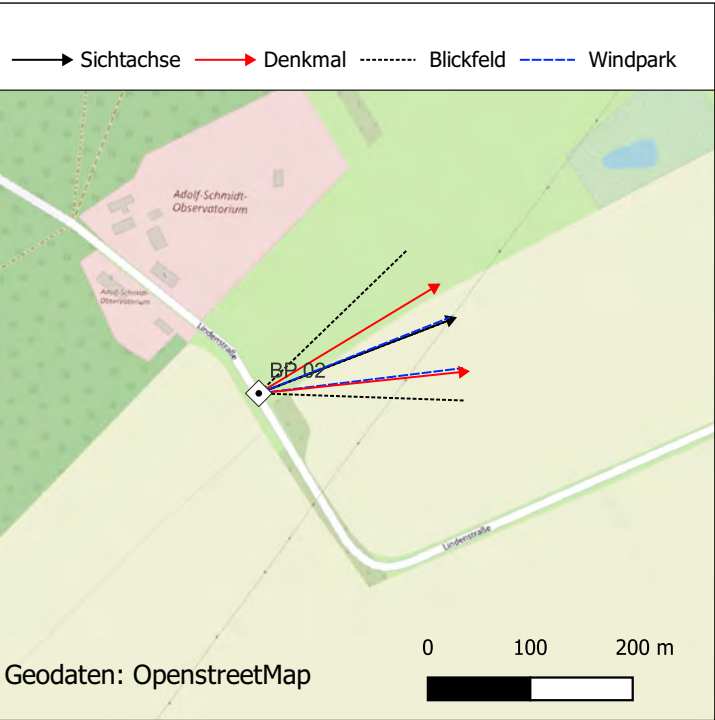 Sichtachse Denkmal Blickfeld Windpark
Adolf-Schmidt-
Observatorium
Adolf-Schmidt-
Observatorium
Lindenstraße
BP 02
Lindenstraße
0 100 200 m
Geodaten: OpenstreetMap